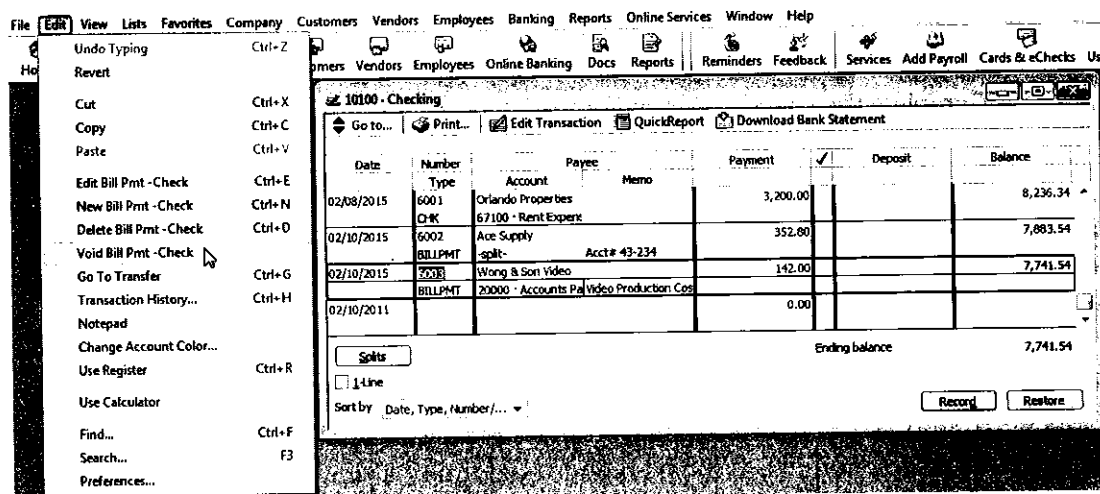 File Edit View Lists Favorites Company Customers Vendors Employees Banking Reports Online Services Window Help
Ho
omers Vendors Employees Online Banking Docs Reports Reminders Feedback Services Add Payroll Cards & eChecks Us
Undo Typing Ctrl+Z
Revert
Cut Ctrl+X
Copy Ctrl+C
Paste Ctrl+V
Edit Bill Pmt -Check Ctrl+E
New Bill Pmt -Check Ctrl+N
Delete Bill Pmt -Check Ctrl+D
Void Bill Pmt -Check
Go To Transfer Ctrl+G
Transaction History... Ctrl+H
Notepad
Change Account Color...
Use Register Ctrl+R
Use Calculator
Find... Ctrl+F
Search... F3
Preferences...
10100 - Checking
Go to... Print... Edit Transaction QuickReport Download Bank Statement
Date Number Payee Payment ✓ Deposit Balance
Type Account Memo
02/08/2015 6001 Orlando Properties 3,200.00 8,236.34
CHK 67100 · Rent Expens
02/10/2015 6002 Ace Supply 352.80 7,883.54
BILLPMT -split- Acct# 43-234
02/10/2015 6003 Wong & Son Video 142.00 7,741.54
BILLPMT 20000 · Accounts Pa Video Production Cos
02/10/2011 0.00
Splits Ending balance 7,741.54
1-Line
Sort by Date, Type, Number/... Record Restore